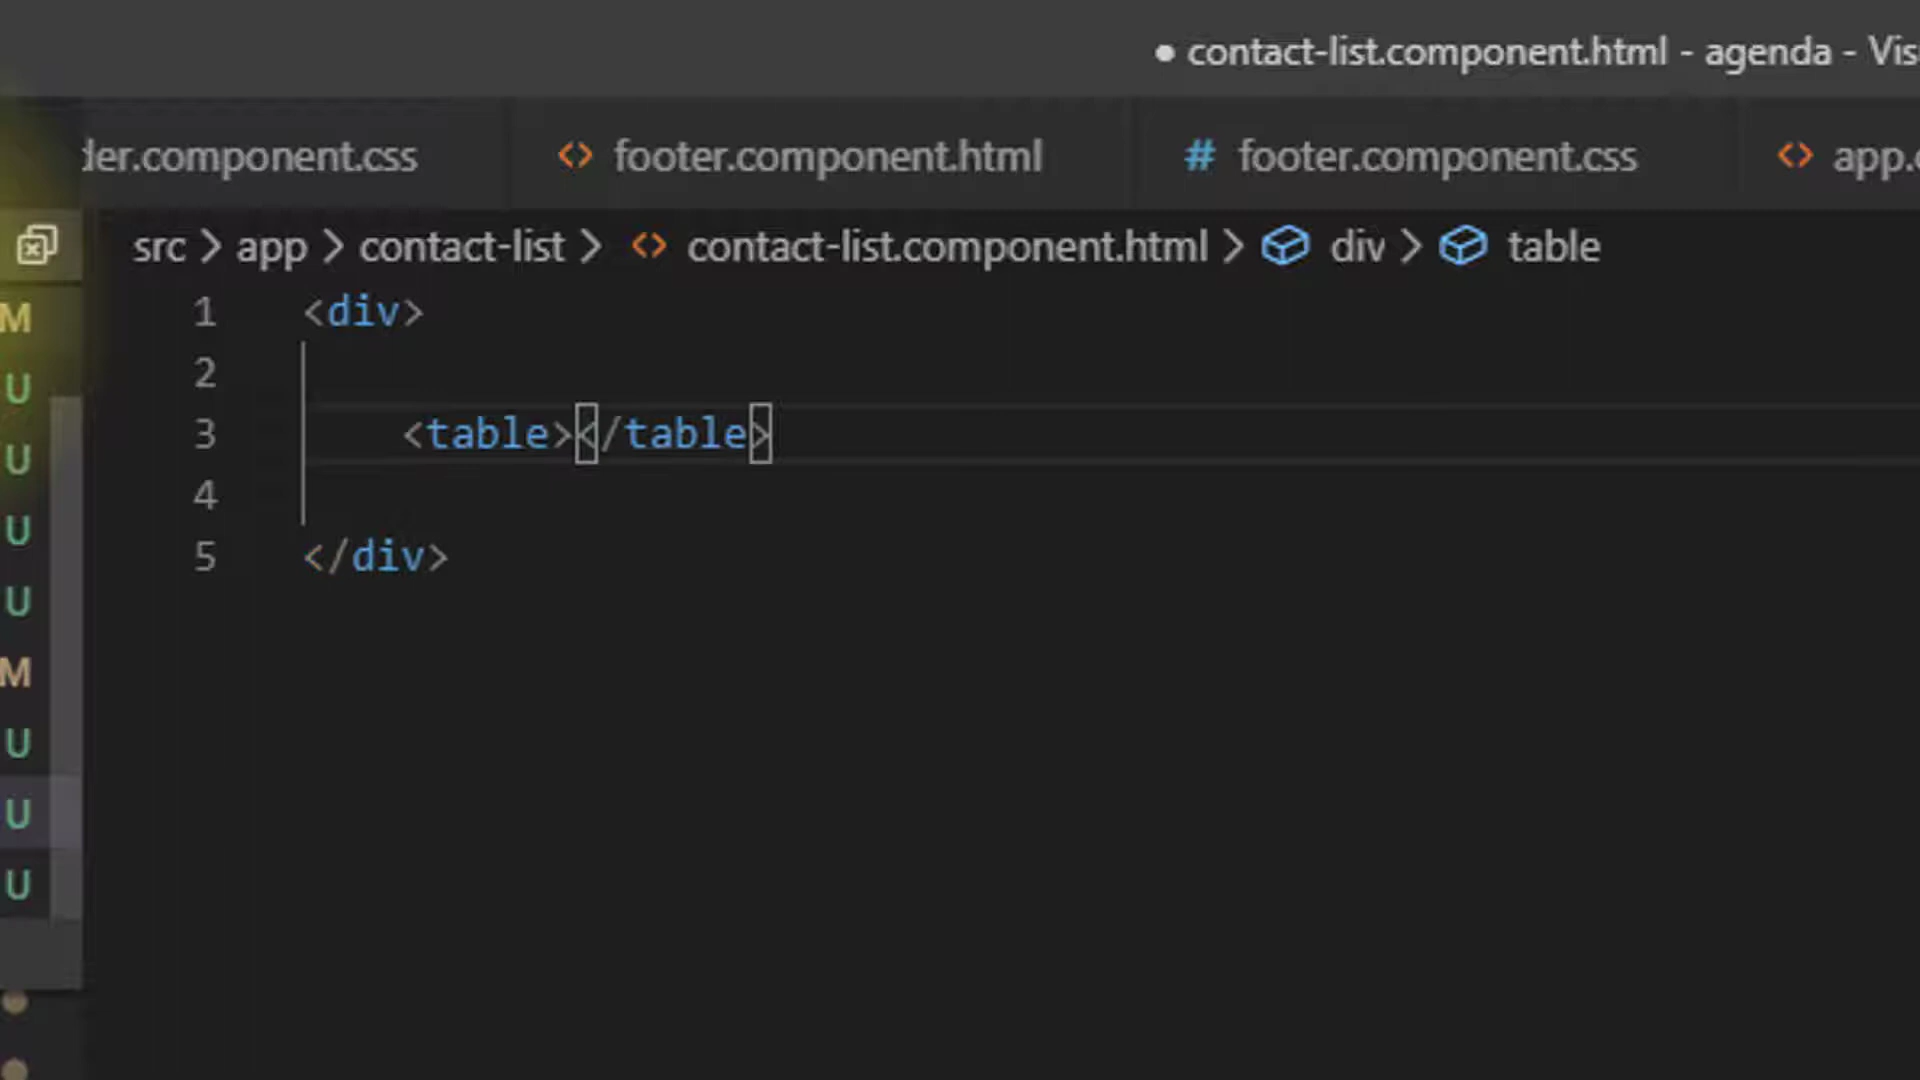 ● contact-list.component.html - agenda - Vis
der.component.css <> footer.component.html # footer.component.css <> app.
src > app > contact-list > <> contact-list.component.html > div > table
M
U
U
U
U
M
U
U
U
1 <div>
2
3 <table></table>
4
5 </div>